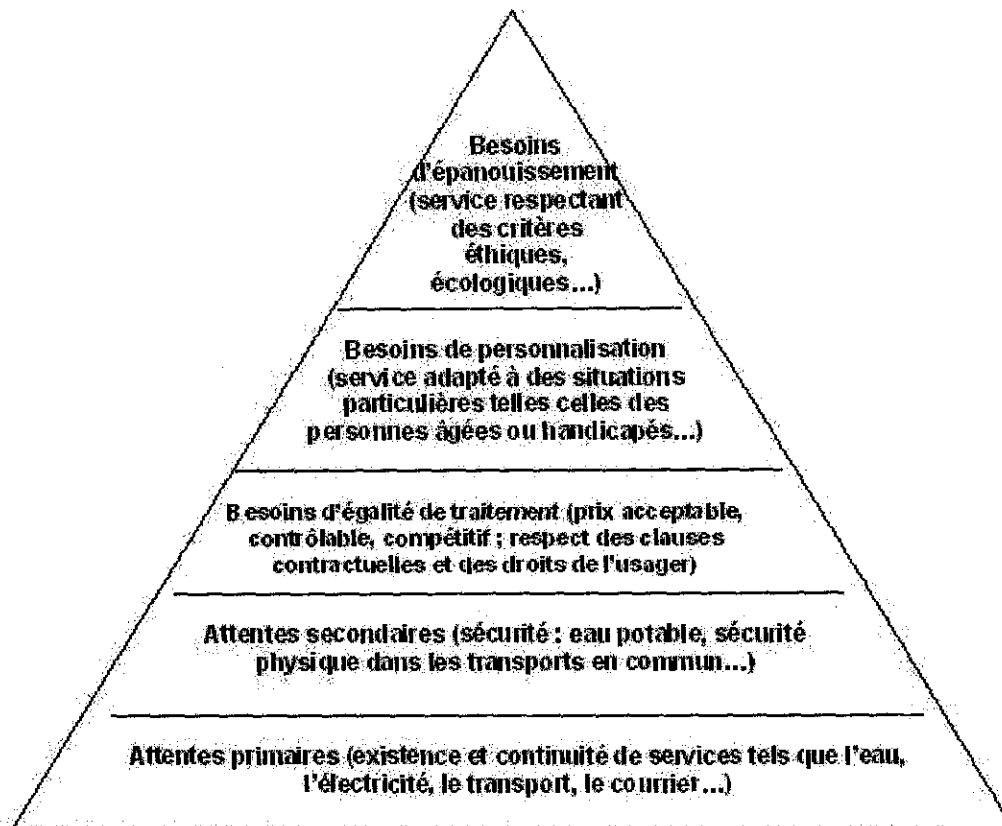 Besoins
d'épanouissement
(service respectant
des critères
éthiques,
écologiques...)
Besoins de personnalisation
(service adapté à des situations
particulières telles celles des
personnes âgées ou handicapés...)
Besoins d'égalité de traitement (prix acceptable,
contrôlable, compétitif ; respect des clauses
contractuelles et des droits de l'usager)
Attentes secondaires (sécurité : eau potable, sécurité
physique dans les transports en commun...)
Attentes primaires (existence et continuité de services tels que l'eau,
l'électricité, le transport, le courrier...)